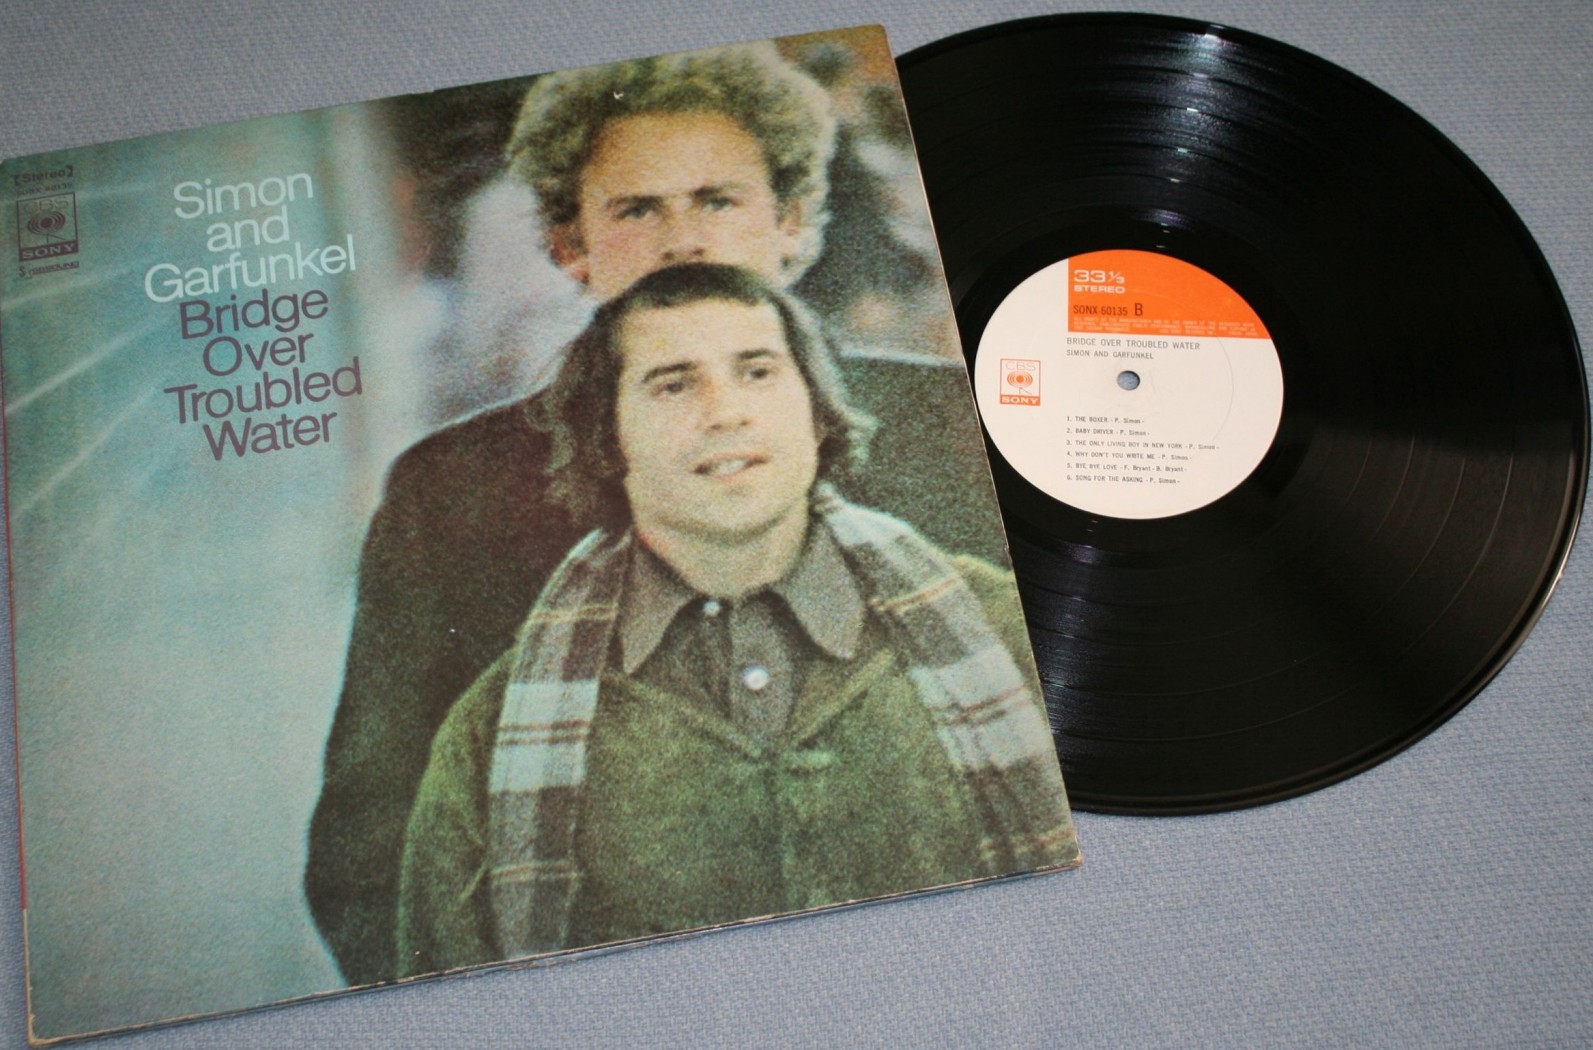 [Stereo]
SONX 60135
CBS
SONY
Simon
and
Garfunkel
Bridge
Over
Troubled
Water
33⅓
STEREO
SONX-60135 B
BRIDGE OVER TROUBLED WATER
SIMON AND GARFUNKEL
CBS
SONY
1. THE BOXER - P. Simon -
2. BABY DRIVER - P. Simon -
3. THE ONLY LIVING BOY IN NEW YORK - P. Simon -
4. WHY DON'T YOU WRITE ME - P. Simon -
5. BYE BYE LOVE - F. Bryant - B. Bryant -
6. SONG FOR THE ASKING - P. Simon -